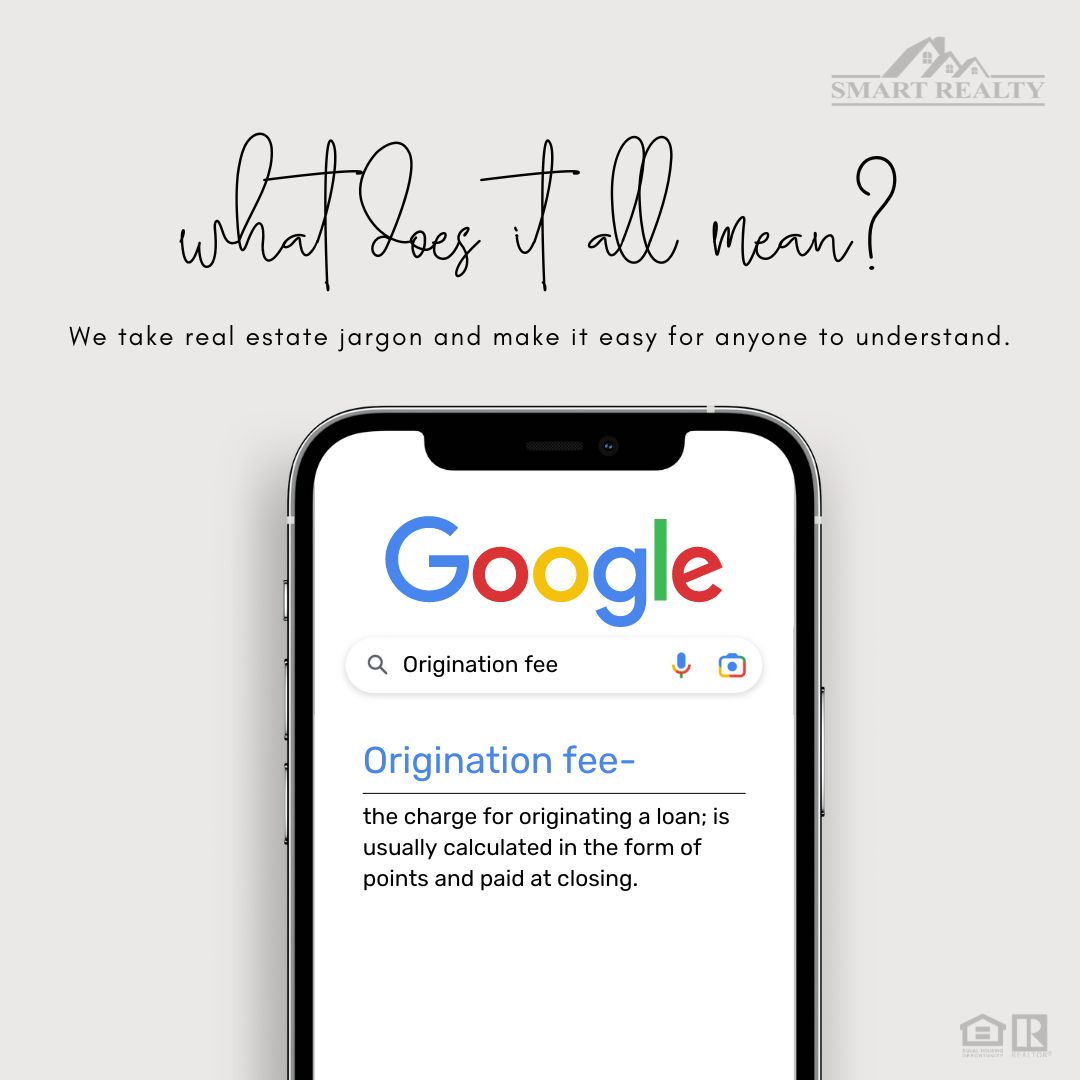 SMART REALTY
what does it all mean?
We take real estate jargon and make it easy for anyone to understand.
Google
Origination fee
Origination fee-
the charge for originating a loan; is
usually calculated in the form of
points and paid at closing.
EQUAL HOUSING
OPPORTUNITY
R
REALTOR®